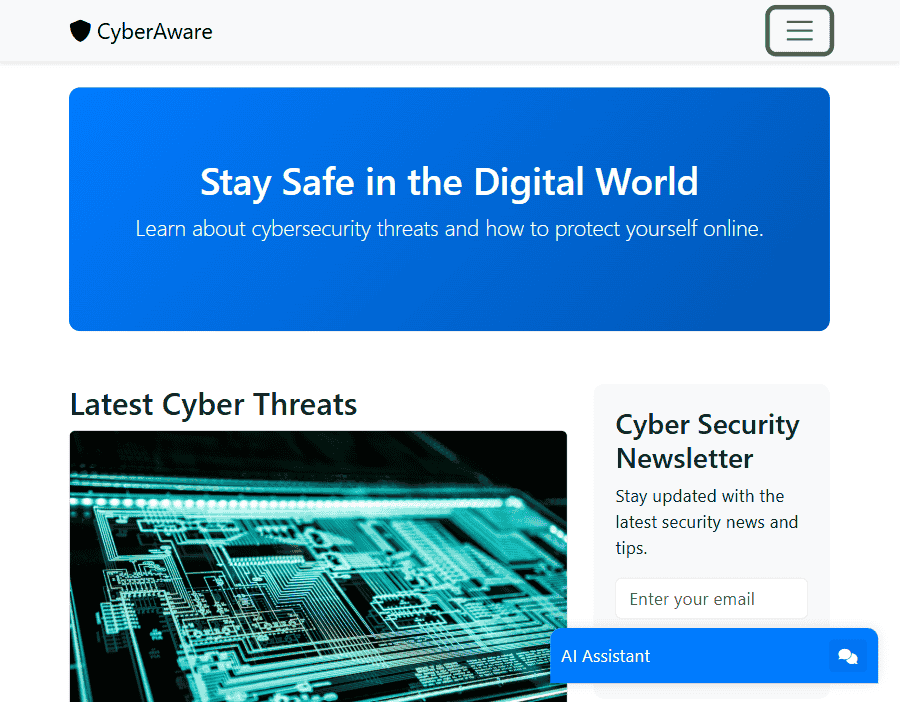 CyberAware
Stay Safe in the Digital World
Learn about cybersecurity threats and how to protect yourself online.
Latest Cyber Threats
Cyber Security
Newsletter
Stay updated with the
latest security news and
tips.
Enter your email
AI Assistant